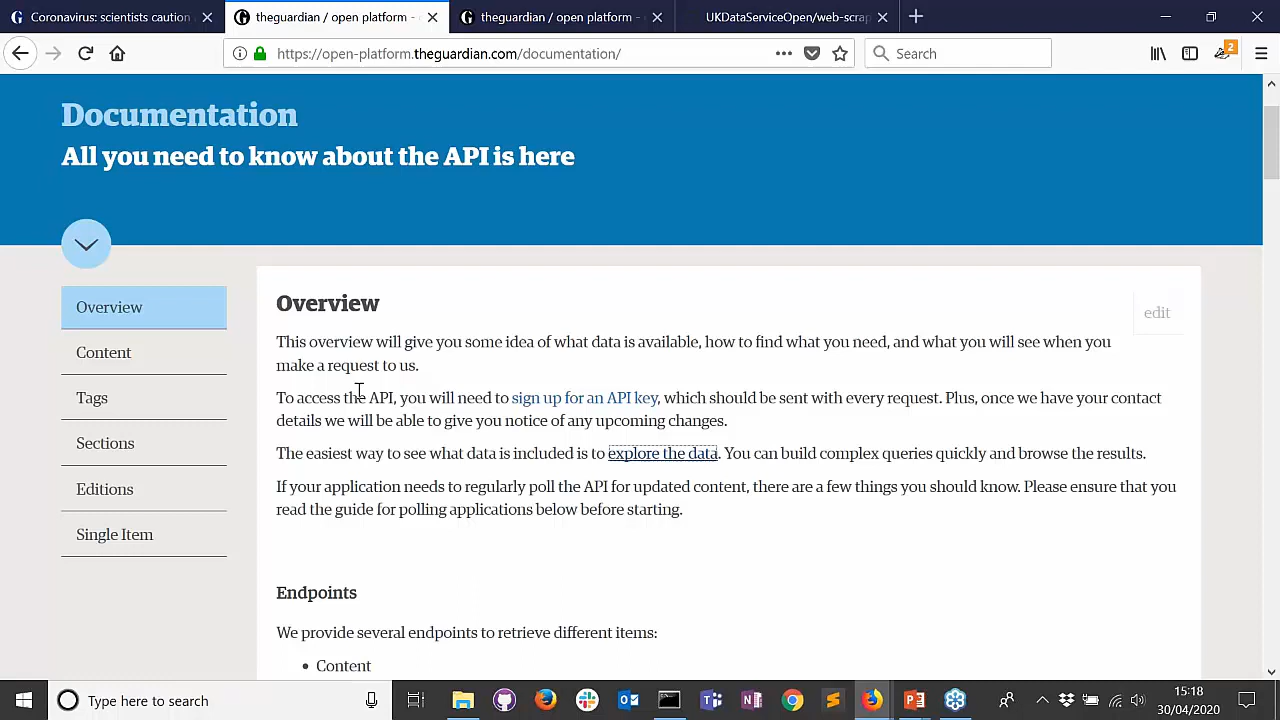 Coronavirus: scientists caution
theguardian / open platform -
theguardian / open platform -
UKDataServiceOpen/web-scrap
https://open-platform.theguardian.com/documentation/
Search
2
Documentation
All you need to know about the API is here
Overview
Content
Tags
Sections
Editions
Single Item
Overview
edit
This overview will give you some idea of what data is available, how to find what you need, and what you will see when you
make a request to us.
To access the API, you will need to sign up for an API key, which should be sent with every request. Plus, once we have your contact
details we will be able to give you notice of any upcoming changes.
The easiest way to see what data is included is to explore the data. You can build complex queries quickly and browse the results.
If your application needs to regularly poll the API for updated content, there are a few things you should know. Please ensure that you
read the guide for polling applications below before starting.
Endpoints
We provide several endpoints to retrieve different items:
• Content
Type here to search
15:18
30/04/2020